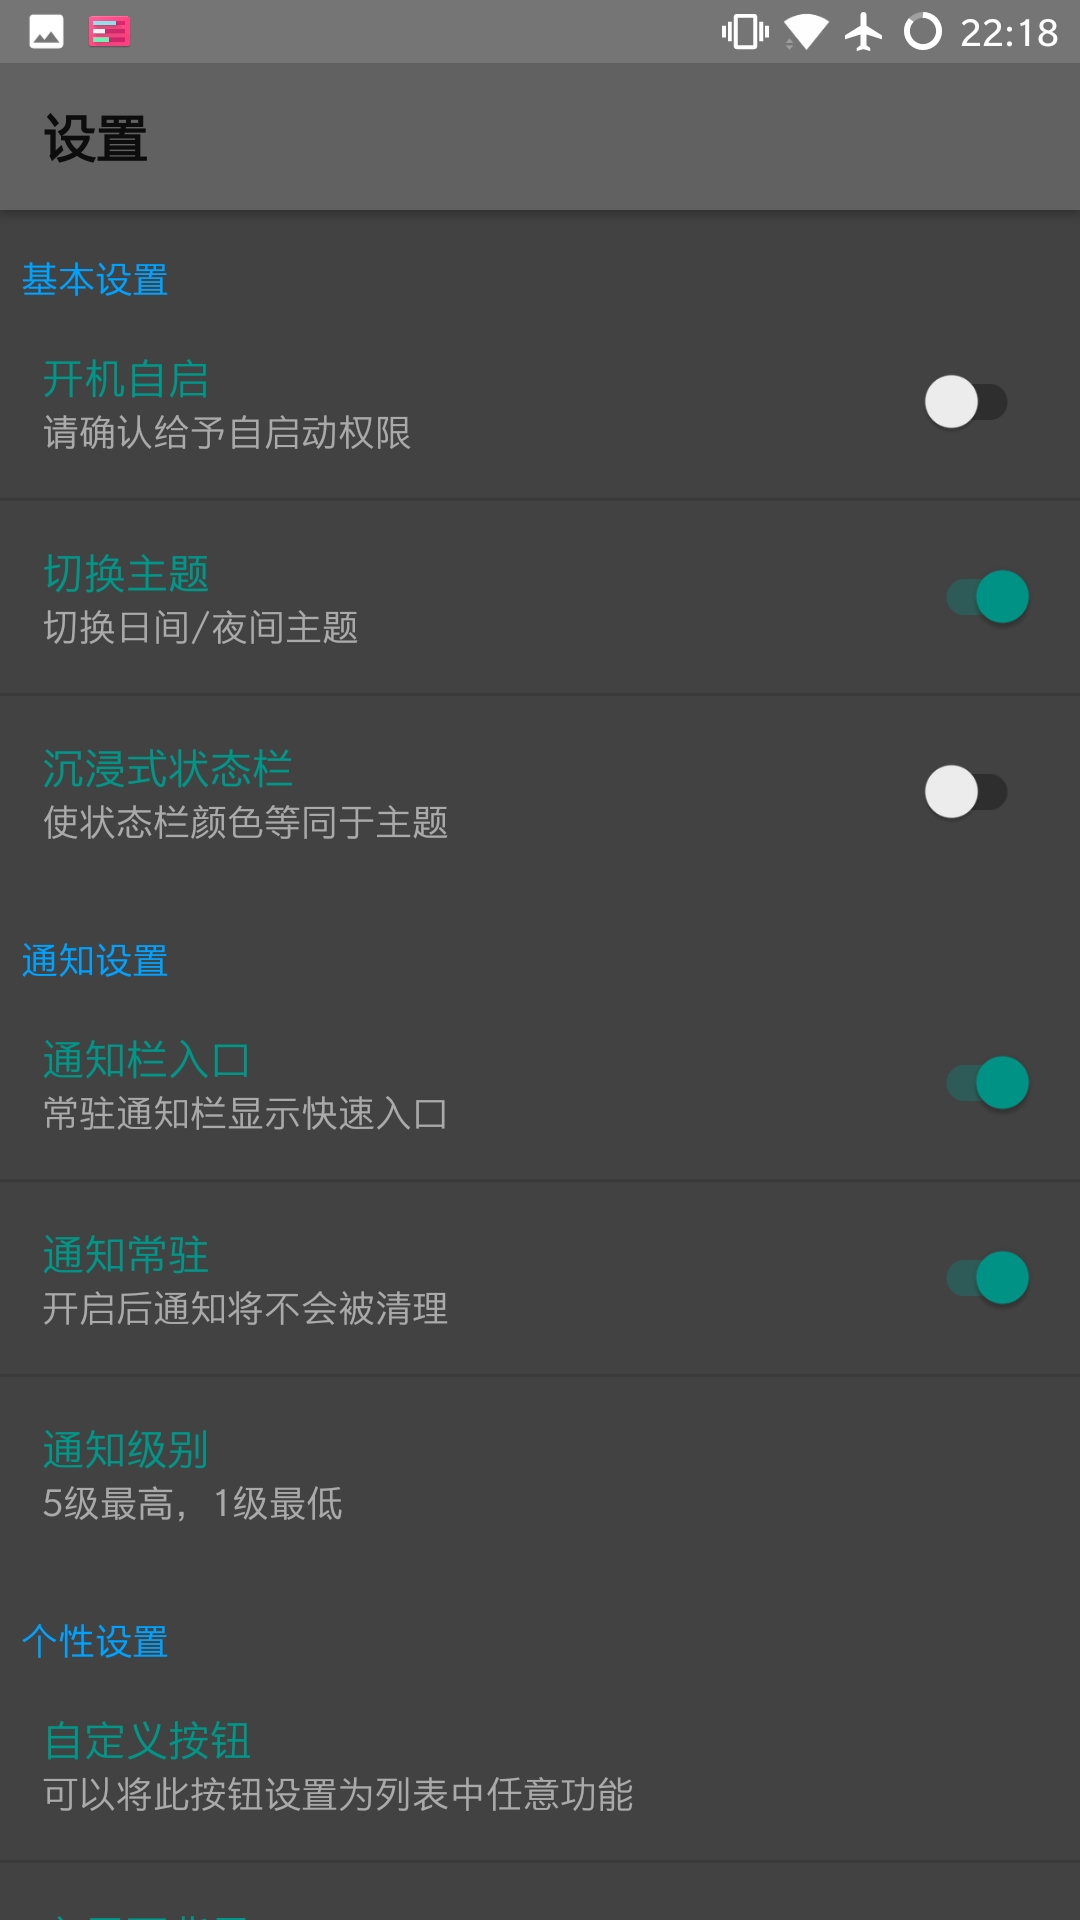 22:18
设置
基本设置
开机自启
请确认给予自启动权限
切换主题
切换日间/夜间主题
沉浸式状态栏
使状态栏颜色等同于主题
通知设置
通知栏入口
常驻通知栏显示快速入口
通知常驻
开启后通知将不会被清理
通知级别
5级最高，1级最低
个性设置
自定义按钮
可以将此按钮设置为列表中任意功能